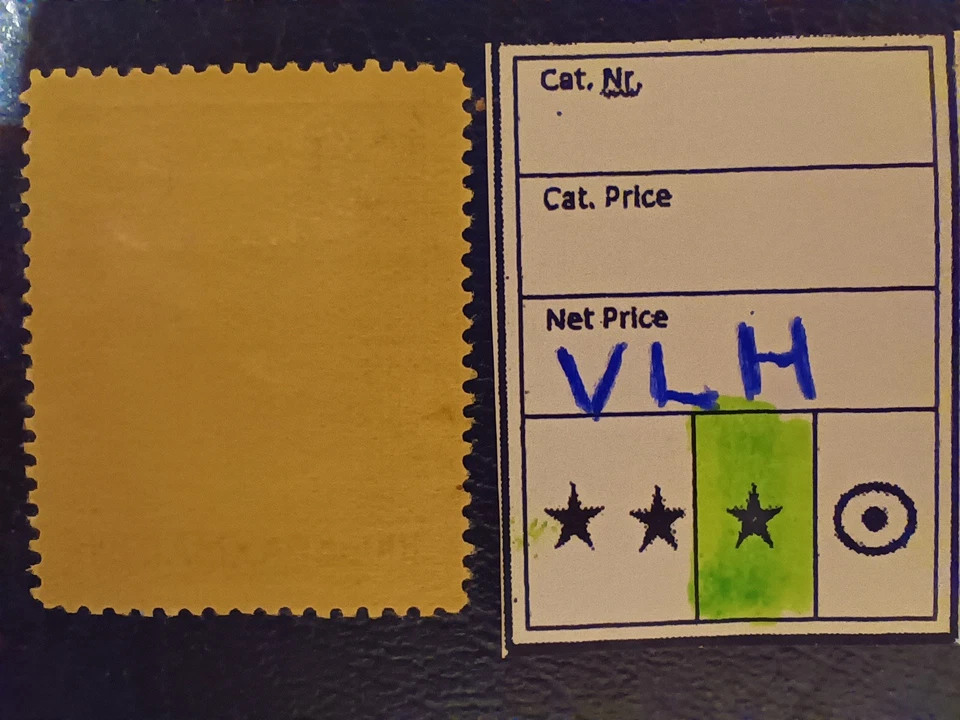 Cat. Nr.
Cat. Price
Net Price
VLH